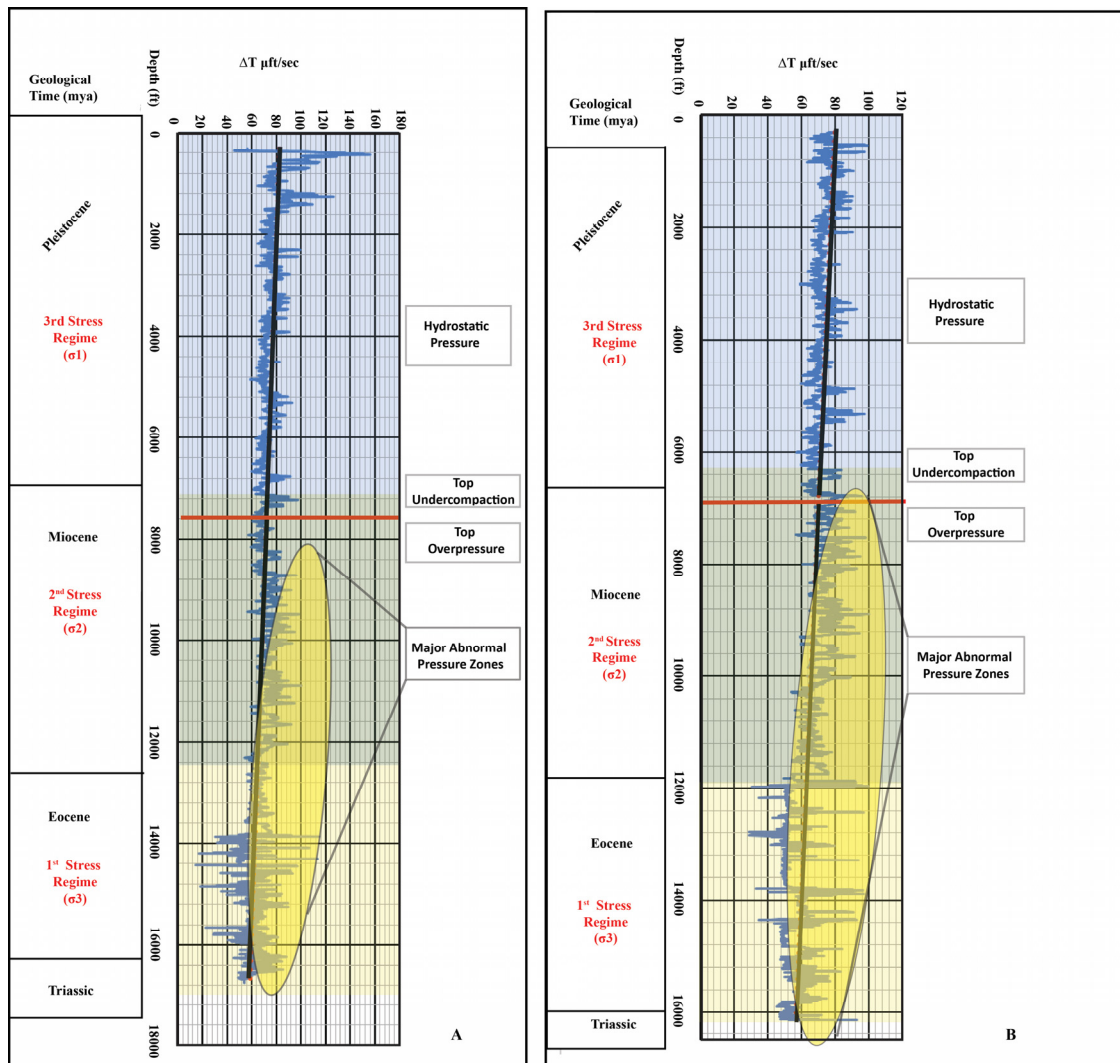 ΔT µft/sec
Geological
Time (mya)
Depth (ft)
0
20
40
60
80
100
120
140
160
180
0
2000
4000
6000
8000
10000
12000
14000
16000
18000
Pleistocene
3rd Stress
Regime
(σ1)
Miocene
2nd Stress
Regime
(σ2)
Eocene
1st Stress
Regime
(σ3)
Triassic
Hydrostatic
Pressure
Top
Undercompaction
Top
Overpressure
Major Abnormal
Pressure Zones
A
ΔT µft/sec
Geological
Time (mya)
Depth (ft)
0
20
40
60
80
100
120
0
2000
4000
6000
8000
10000
12000
14000
16000
Pleistocene
3rd Stress
Regime
(σ1)
Miocene
2nd Stress
Regime
(σ2)
Eocene
1st Stress
Regime
(σ3)
Triassic
Hydrostatic
Pressure
Top
Undercompaction
Top
Overpressure
Major Abnormal
Pressure Zones
B